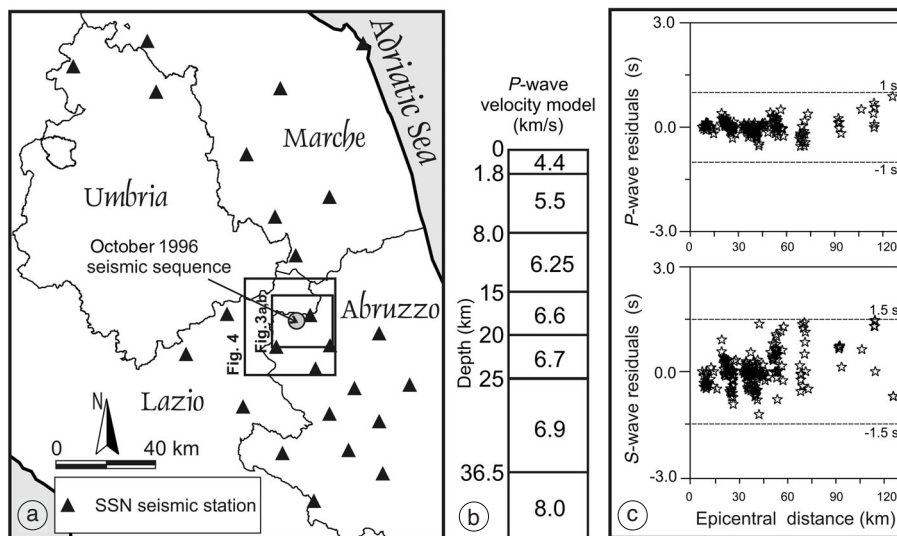 Adriatic Sea
Marche
Umbria
October 1996
seismic sequence
Abruzzo
Fig.3a,b
Fig. 4
Lazio
N
0 40 km
SSN seismic station
a
P-wave
velocity model
(km/s)
Depth (km)
0
4.4
1.8
5.5
8.0
6.25
15
6.6
20
6.7
25
6.9
36.5
8.0
b
P-wave residuals (s)
3.0
1 s
0.0
-1 s
-3.0
0 30 45 60 75 90 120
S-wave residuals (s)
3.0
1.5 s
0.0
-1.5 s
-3.0
0 30 45 60 75 90 120
Epicentral distance (km)
c